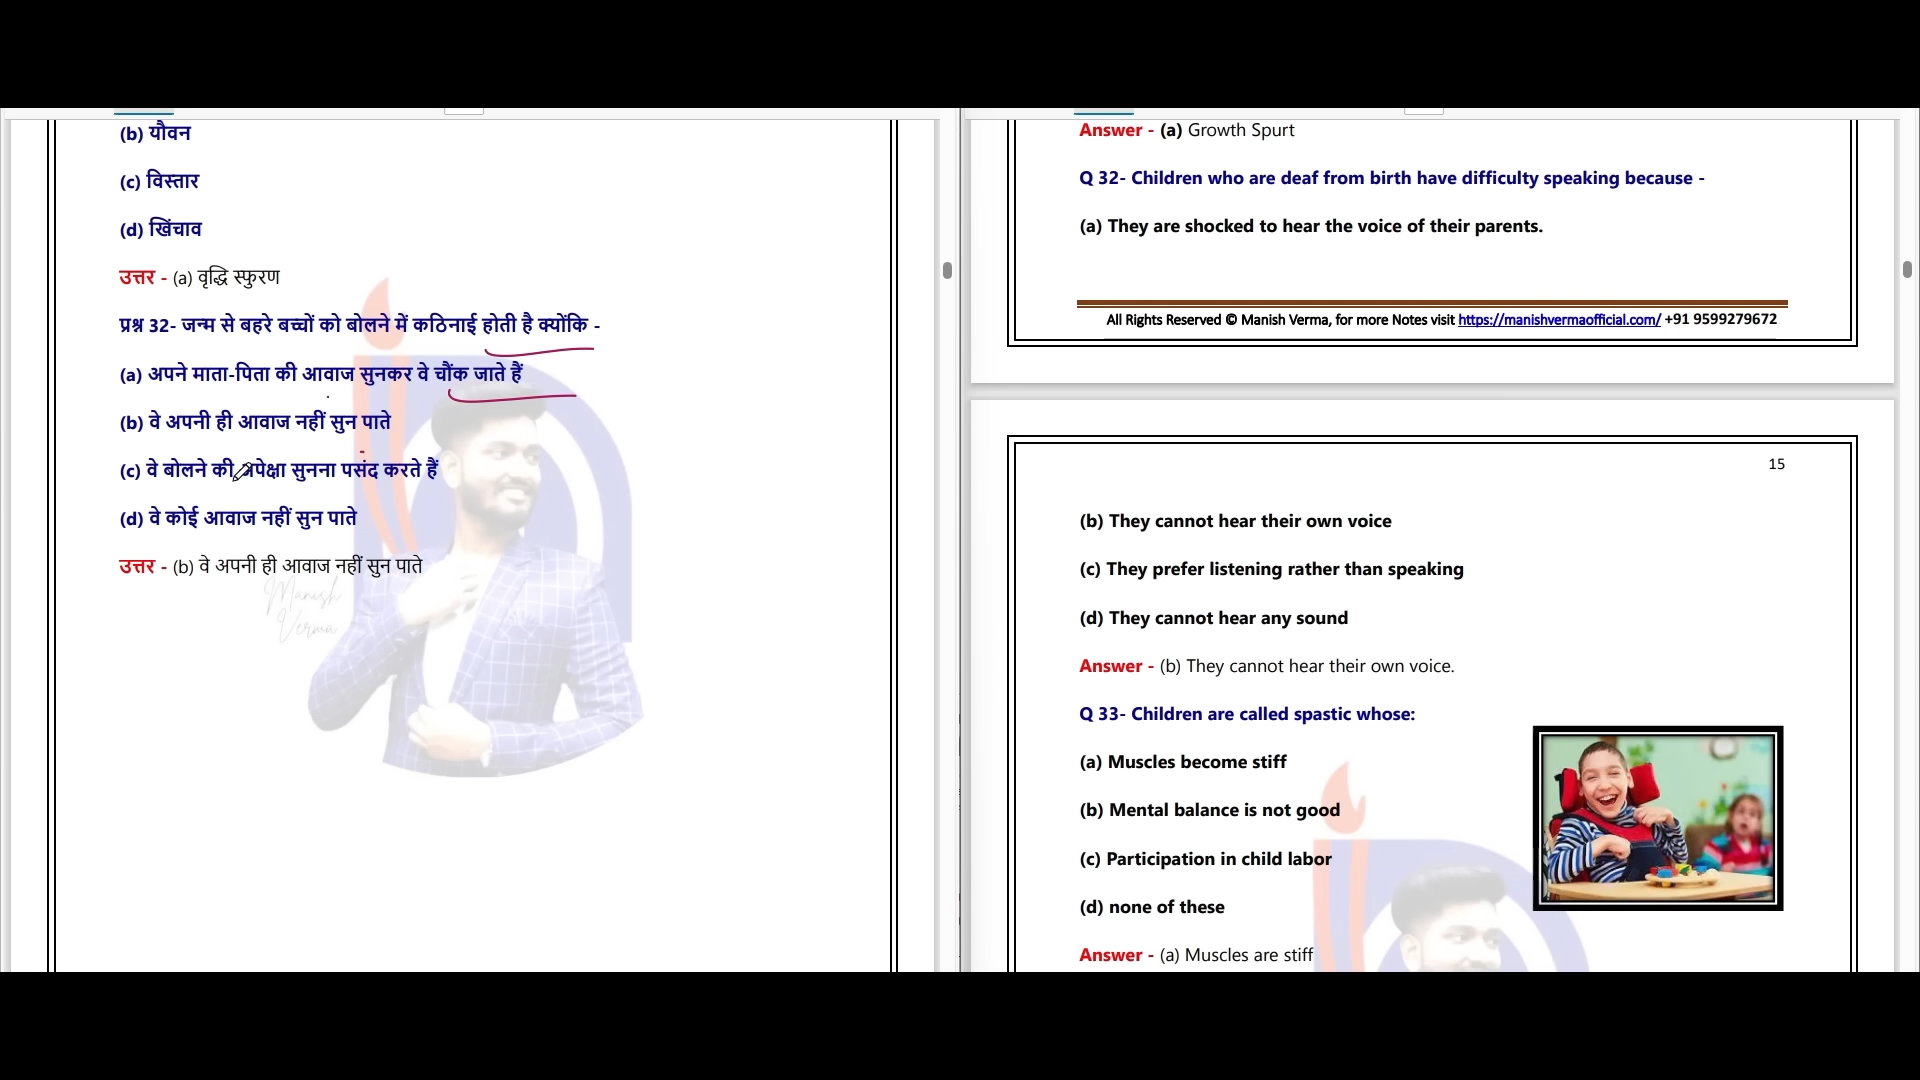 (b) यौवन
(c) विस्तार
(d) खिंचाव
उत्तर - (a) वृद्धि स्फुरण
प्रश्न 32- जन्म से बहरे बच्चों को बोलने में कठिनाई होती है क्योंकि -
(a) अपने माता-पिता की आवाज सुनकर वे चौंक जाते हैं
(b) वे अपनी ही आवाज नहीं सुन पाते
(c) वे बोलने की अपेक्षा सुनना पसंद करते हैं
(d) वे कोई आवाज नहीं सुन पाते
उत्तर - (b) वे अपनी ही आवाज नहीं सुन पाते
Manish
Verma
Answer - (a) Growth Spurt
Q 32- Children who are deaf from birth have difficulty speaking because -
(a) They are shocked to hear the voice of their parents.
All Rights Reserved © Manish Verma, for more Notes visit https://manishvermaofficial.com/ +91 9599279672
15
(b) They cannot hear their own voice
(c) They prefer listening rather than speaking
(d) They cannot hear any sound
Answer - (b) They cannot hear their own voice.
Q 33- Children are called spastic whose:
(a) Muscles become stiff
(b) Mental balance is not good
(c) Participation in child labor
(d) none of these
Answer - (a) Muscles are stiff